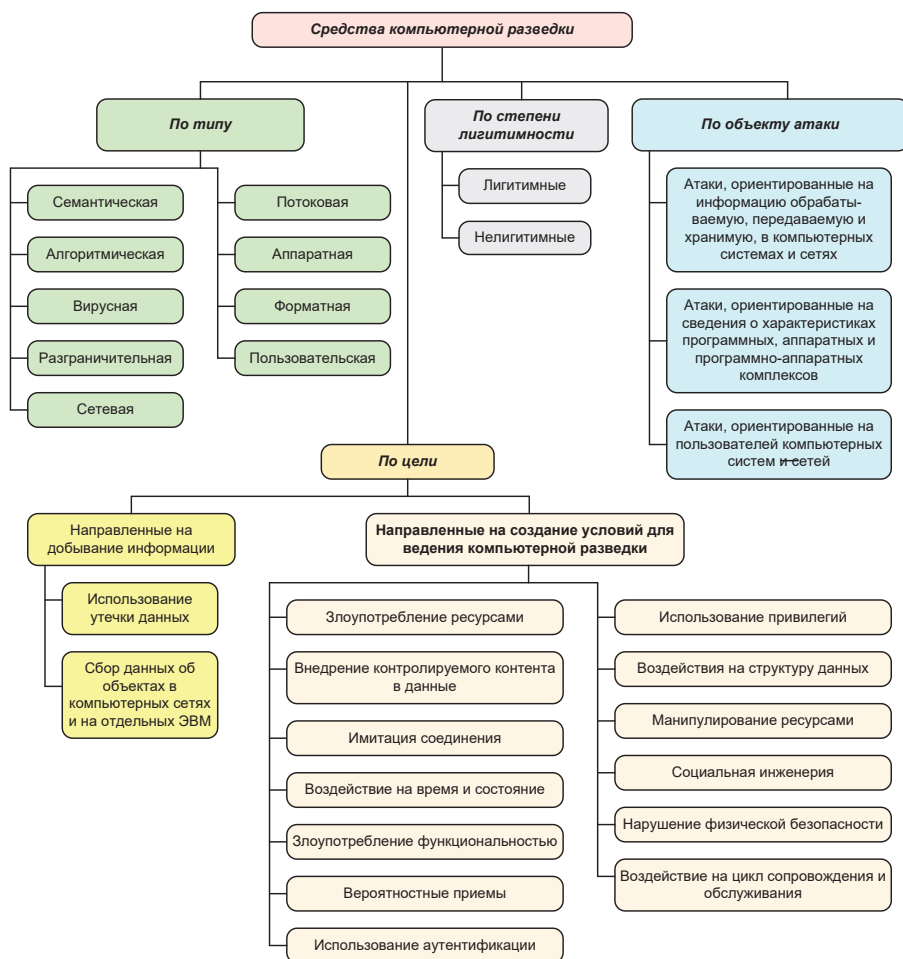 Средства компьютерной разведки
По типу
Семантическая
Алгоритмическая
Вирусная
Разграничительная
Сетевая
Потоковая
Аппаратная
Форматная
Пользовательская
По степени
лигитимности
Лигитимные
Нелигитимные
По объекту атаки
Атаки, ориентированные на
информацию обрабаты-
ваемую, передаваемую и
хранимую, в компьютерных
системах и сетях
Атаки, ориентированные на
сведения о характеристиках
программных, аппаратных и
программно-аппаратных
комплексов
Атаки, ориентированные на
пользователей компьютерных
систем и сетей
По цели
Направленные на
добывание информации
Использование
утечки данных
Сбор данных об
объектах в
компьютерных сетях
и на отдельных ЭВМ
Направленные на создание условий для
ведения компьютерной разведки
Злоупотребление ресурсами
Внедрение контролируемого контента
в данные
Имитация соединения
Воздействие на время и состояние
Злоупотребление функциональностью
Вероятностные приемы
Использование аутентификации
Использование привилегий
Воздействия на структуру данных
Манипулирование ресурсами
Социальная инженерия
Нарушение физической безопасности
Воздействие на цикл сопровождения и
обслуживания